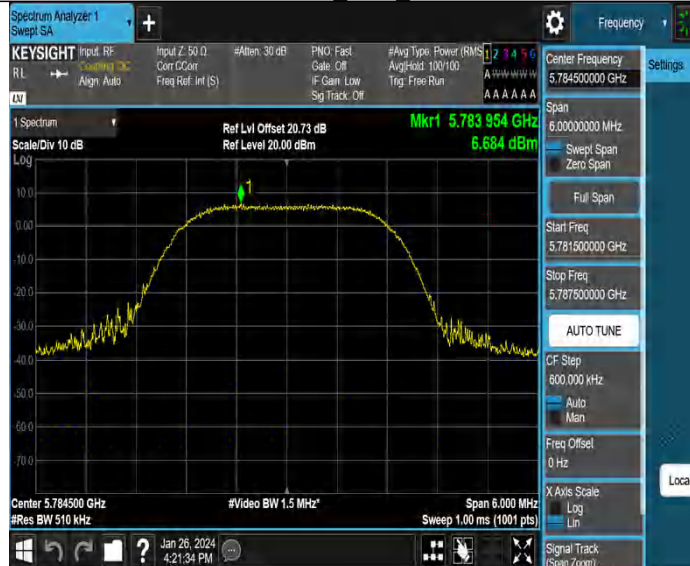 Spectrum Analyzer 1
Swept SA
Frequency
KEYSIGHT
RL
Input: RF
Coupling: DC
Align: Auto
Input Z: 50 Ω
Corr CCorr
Freq Ref: Int (S)
#Atten: 30 dB
PNO: Fast
Gate: Off
IF Gain: Low
Sig Track: Off
#Avg Type: Power (RMS
Avg|Hold: 100/100
Trig: Free Run
1 2 3 4 5 6
A W W W W W
A A A A A A
LXI
1 Spectrum
Scale/Div 10 dB
Log
Ref Lvl Offset 20.73 dB
Ref Level 20.00 dBm
Mkr1 5.783 954 GHz
6.684 dBm
1
10.0
0.00
-10.0
-20.0
-30.0
-40.0
-50.0
-60.0
-70.0
Center 5.784500 GHz
#Res BW 510 kHz
#Video BW 1.5 MHz*
Span 6.000 MHz
Sweep 1.00 ms (1001 pts)
Jan 26, 2024
4:21:34 PM
Center Frequency
5.784500000 GHz
Settings
Span
6.00000000 MHz
Swept Span
Zero Span
Full Span
Start Freq
5.781500000 GHz
Stop Freq
5.787500000 GHz
AUTO TUNE
CF Step
600.000 kHz
Auto
Man
Freq Offset
0 Hz
X Axis Scale
Log
Lin
Loca
Signal Track
(Span Zoom)